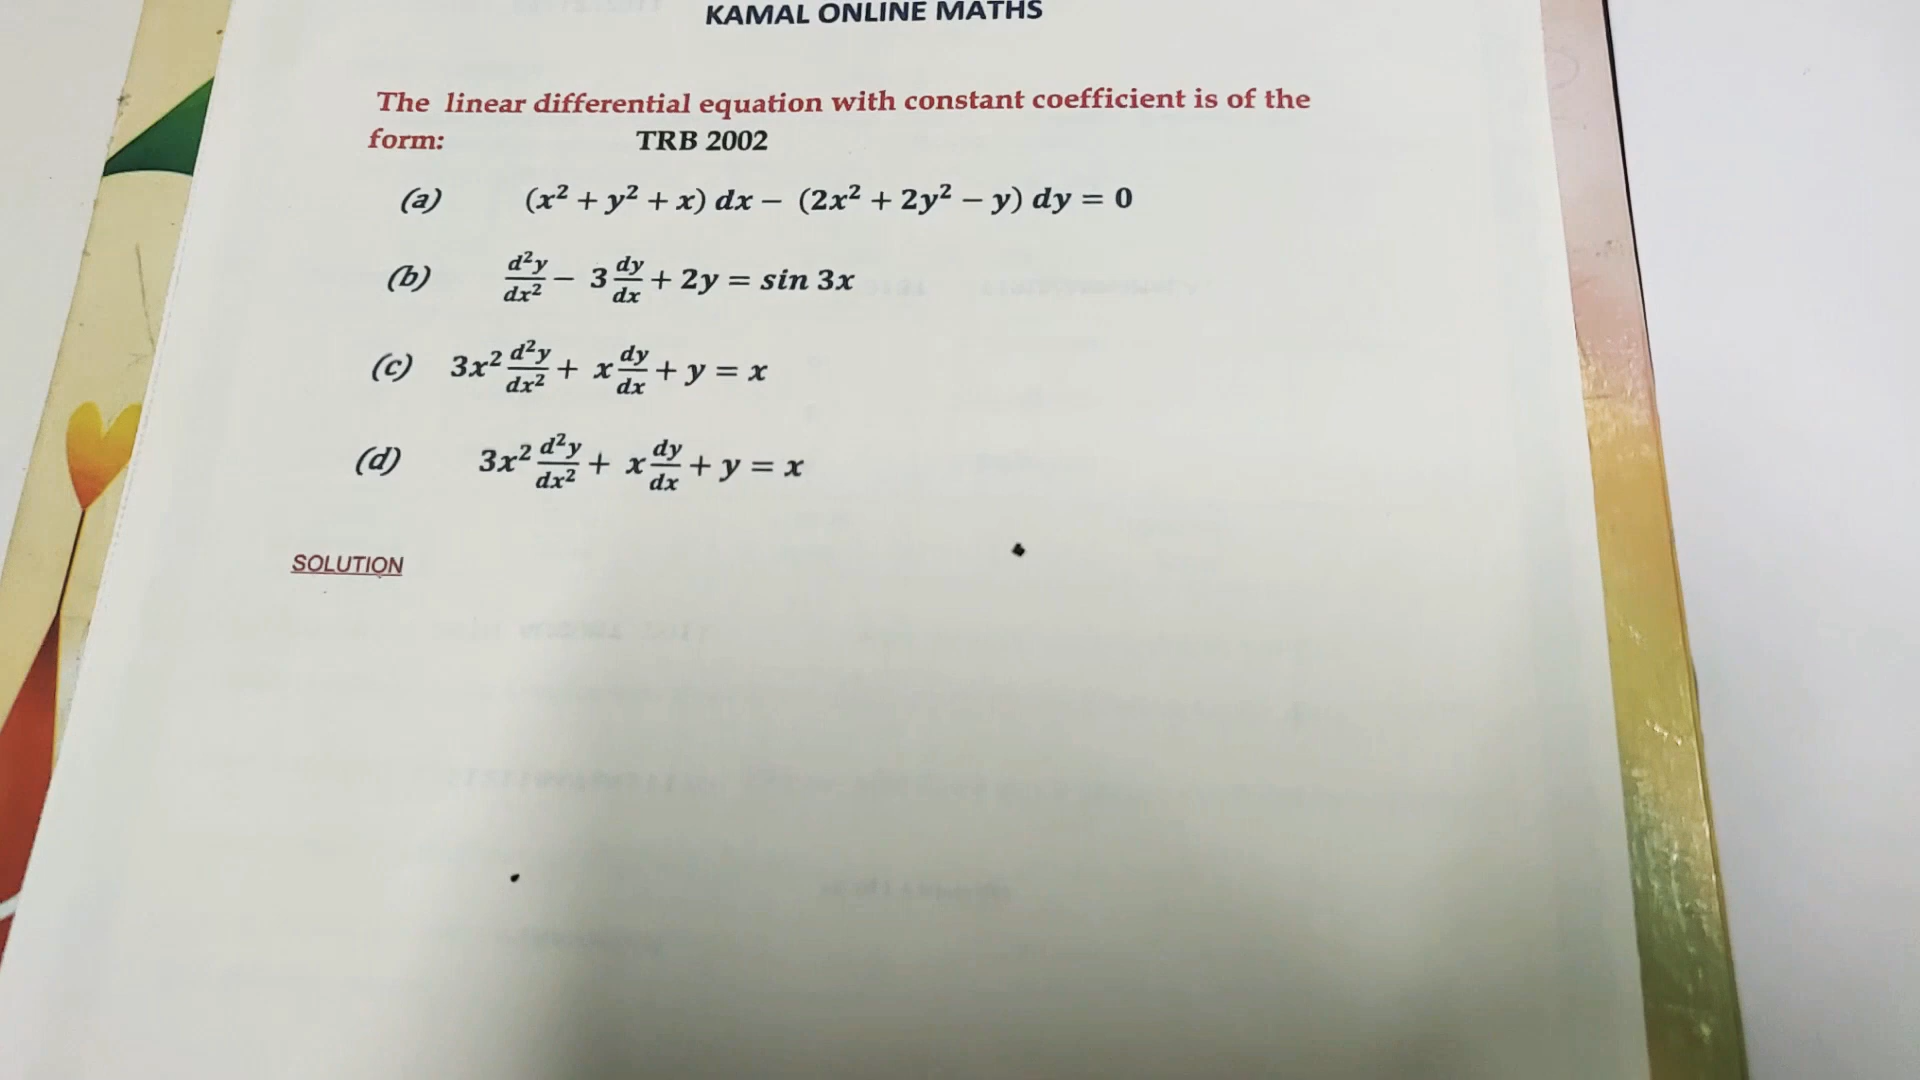 KAMAL ONLINE MATHS
The linear differential equation with constant coefficient is of the
form: TRB 2002
(a) (x² + y² + x) dx − (2x² + 2y² − y) dy = 0
(b) d²y/dx² − 3 dy/dx + 2y = sin 3x
(c) 3x² d²y/dx² + x dy/dx + y = x
(d) 3x² d²y/dx² + x dy/dx + y = x
SOLUTION